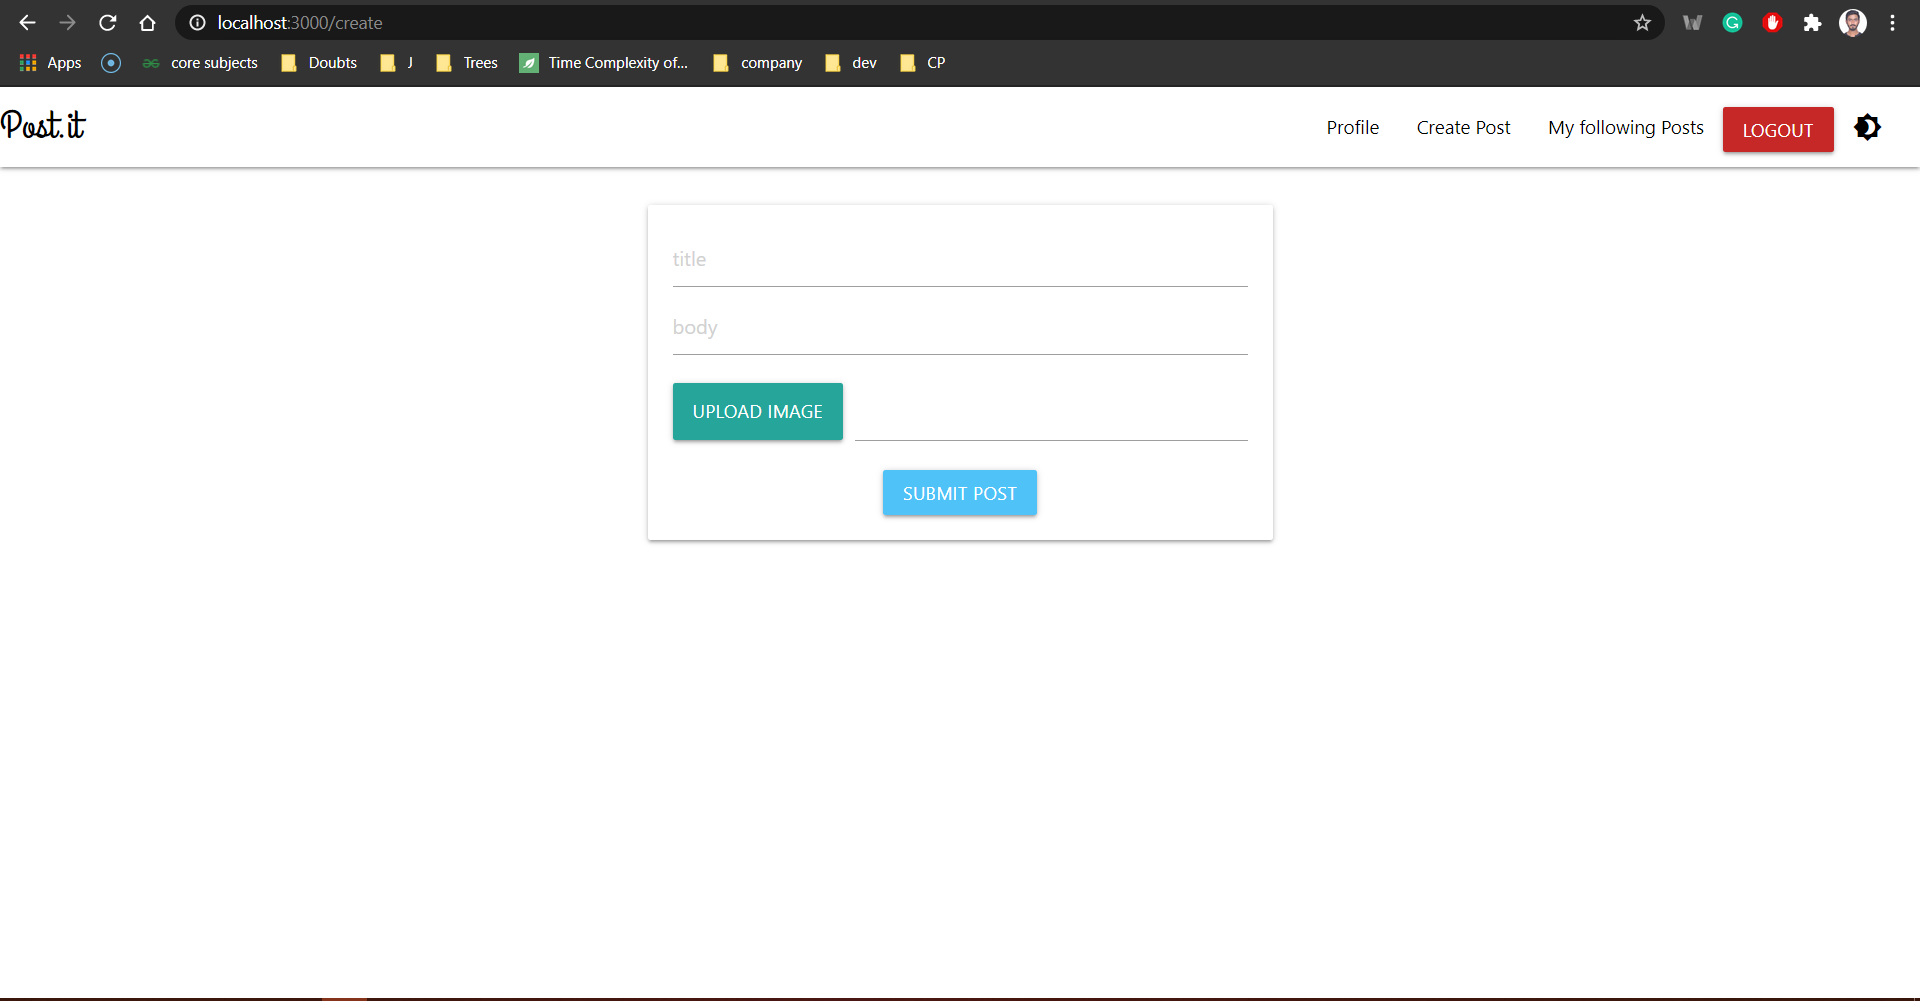 localhost:3000/create
Apps core subjects Doubts J Trees Time Complexity of... company dev CP
Post.it Profile Create Post My following Posts LOGOUT
title
body
UPLOAD IMAGE
SUBMIT POST